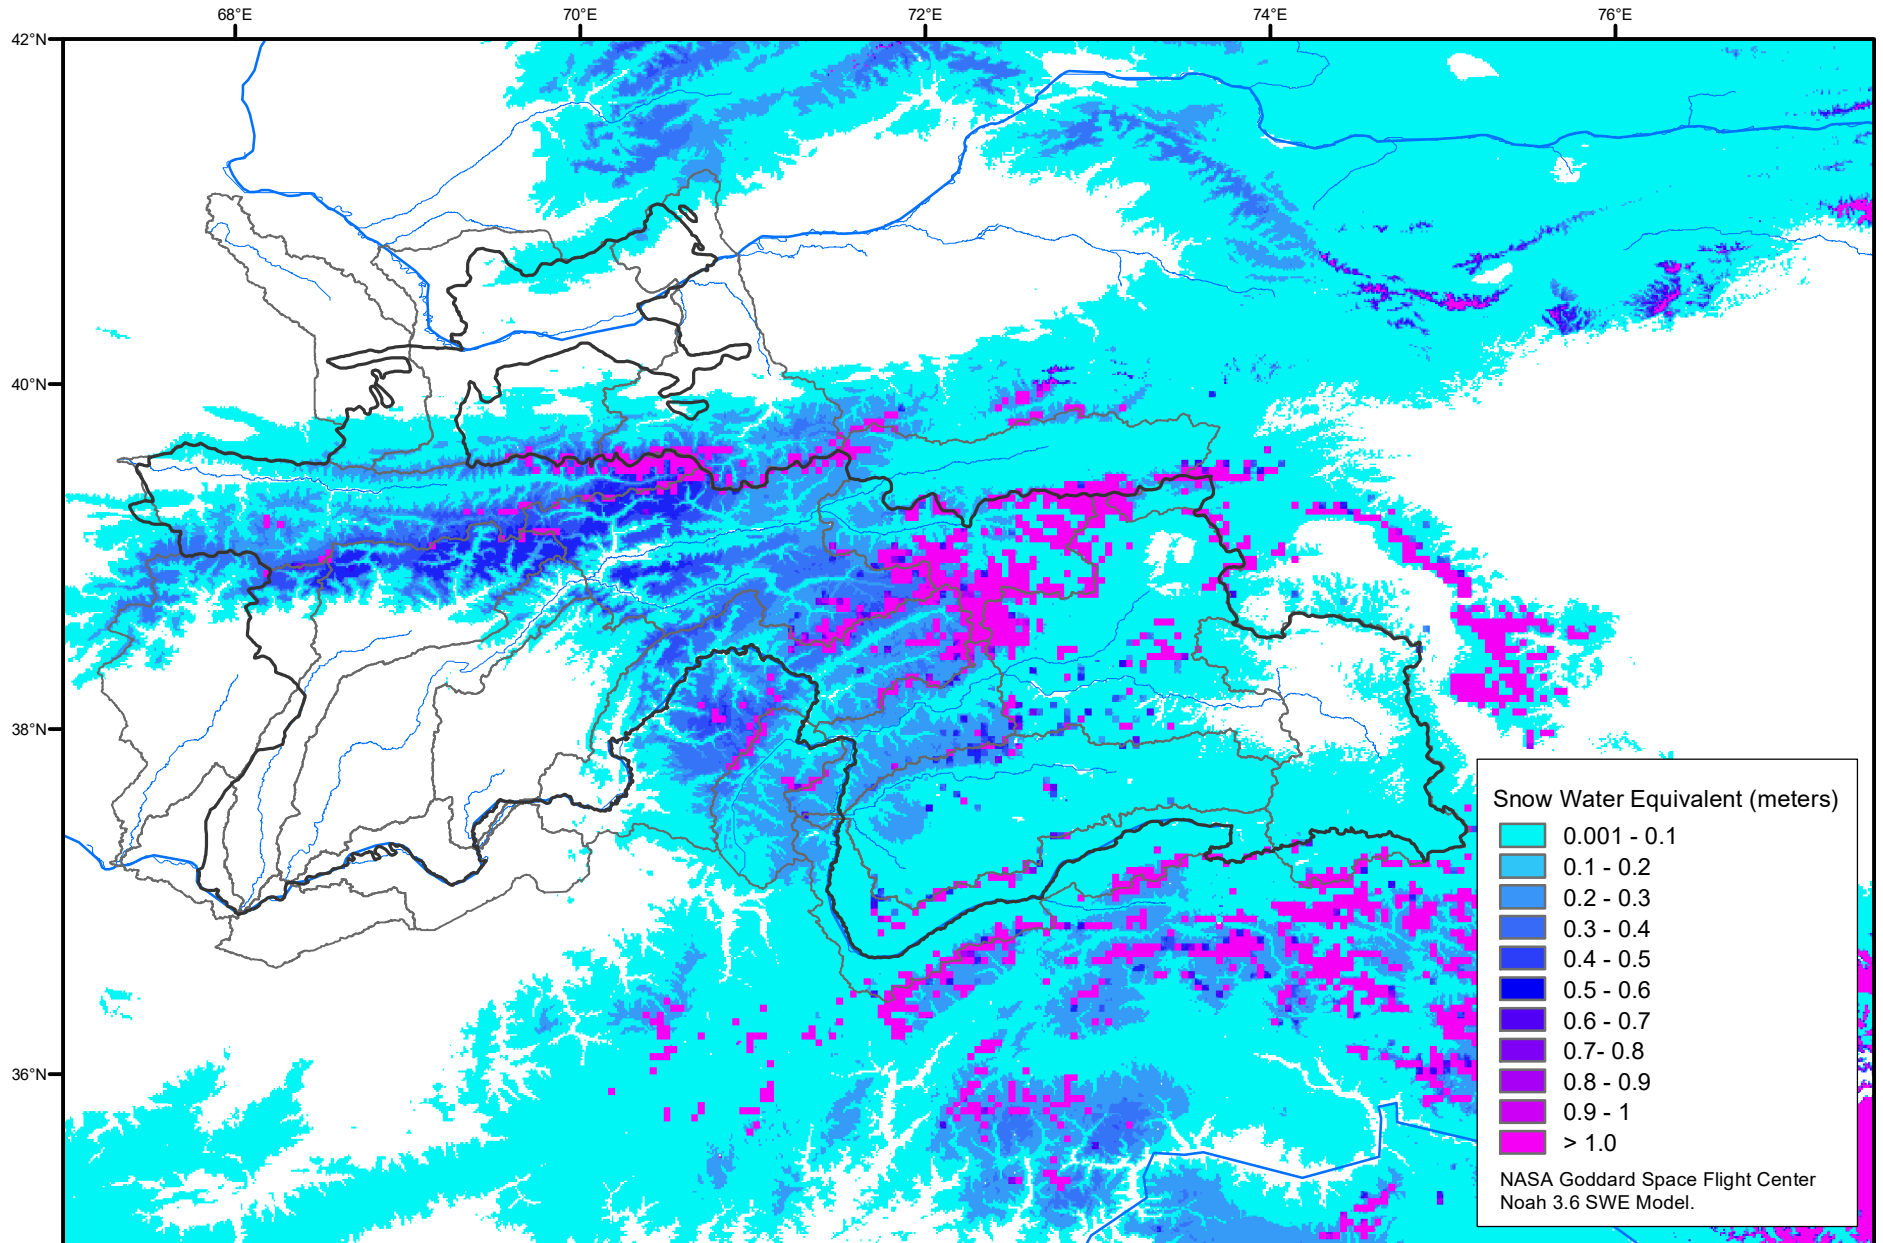 68°E 70°E 72°E 74°E 76°E
42°N
40°N
38°N
36°N
Snow Water Equivalent (meters)
0.001 - 0.1
0.1 - 0.2
0.2 - 0.3
0.3 - 0.4
0.4 - 0.5
0.5 - 0.6
0.6 - 0.7
0.7- 0.8
0.8 - 0.9
0.9 - 1
> 1.0
NASA Goddard Space Flight Center
Noah 3.6 SWE Model.